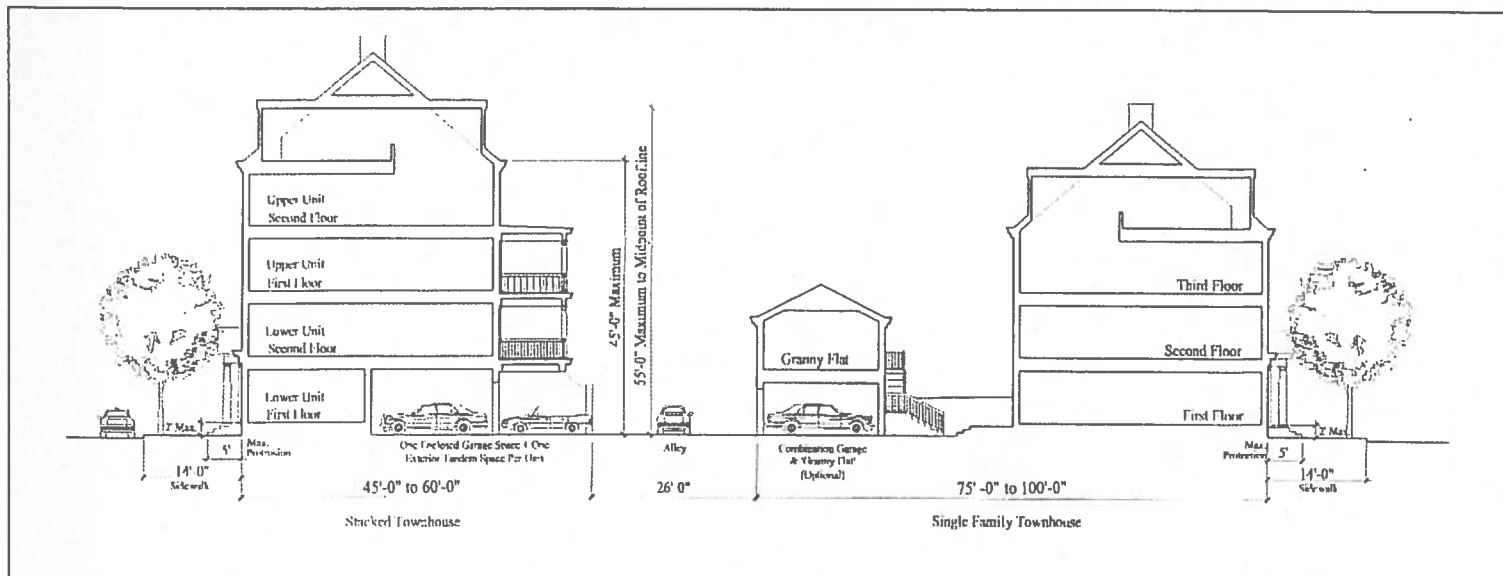 Upper Unit
Second Floor
Upper Unit
First Floor
Lower Unit
Second Floor
Lower Unit
First Floor
45'-0" Maximum
55'-0" Maximum to Midpoint of Roofline
Granny Flat
Third Floor
Second Floor
First Floor
2' Max.
5'
Max.
Protrusion
14'-0"
Sidewalk
One Enclosed Garage Space + One
Exterior Tandem Space Per Unit
Alley
Combination Garage
& "Granny Flat"
(Optional)
2' Max
Max
Protrusion
5'
14'-0"
Sidewalk
45'-0" to 60'-0"
26'0"
75'-0" to 100'-0"
Stacked Townhouse
Single Family Townhouse